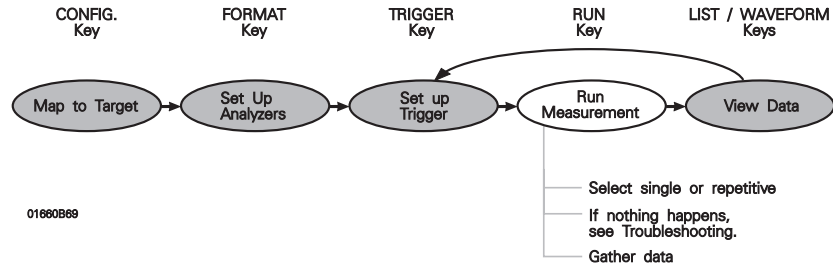 CONFIG. Key
FORMAT Key
TRIGGER Key
RUN Key
LIST / WAVEFORM Keys
Map to Target
Set Up
Analyzers
Set up
Trigger
Run
Measurement
View Data
Select single or repetitive
If nothing happens,
see Troubleshooting.
Gather data
01660B69